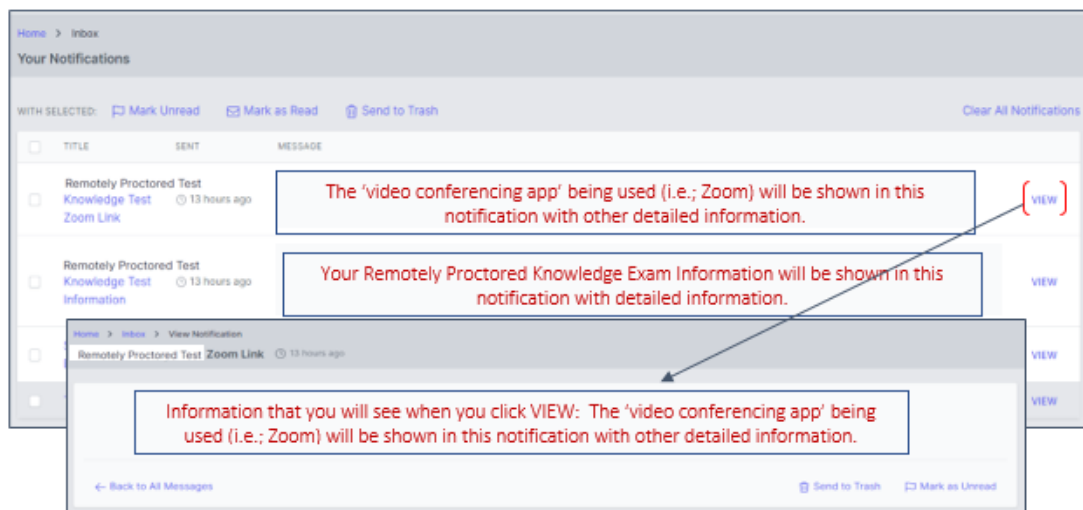 Home > Inbox
Your Notifications
WITH SELECTED: Mark Unread Mark as Read Send to Trash Clear All Notifications
TITLE SENT MESSAGE
Remotely Proctored Test
Knowledge Test 13 hours ago
Zoom Link
The 'video conferencing app' being used (i.e.; Zoom) will be shown in this
notification with other detailed information.
VIEW
Remotely Proctored Test
Knowledge Test 13 hours ago
Information
Your Remotely Proctored Knowledge Exam Information will be shown in this
notification with detailed information.
VIEW
VIEW
VIEW
Home > Inbox > View Notification
Remotely Proctored Test Zoom Link 13 hours ago
Information that you will see when you click VIEW: The 'video conferencing app' being
used (i.e.; Zoom) will be shown in this notification with other detailed information.
← Back to All Messages Send to Trash Mark as Unread